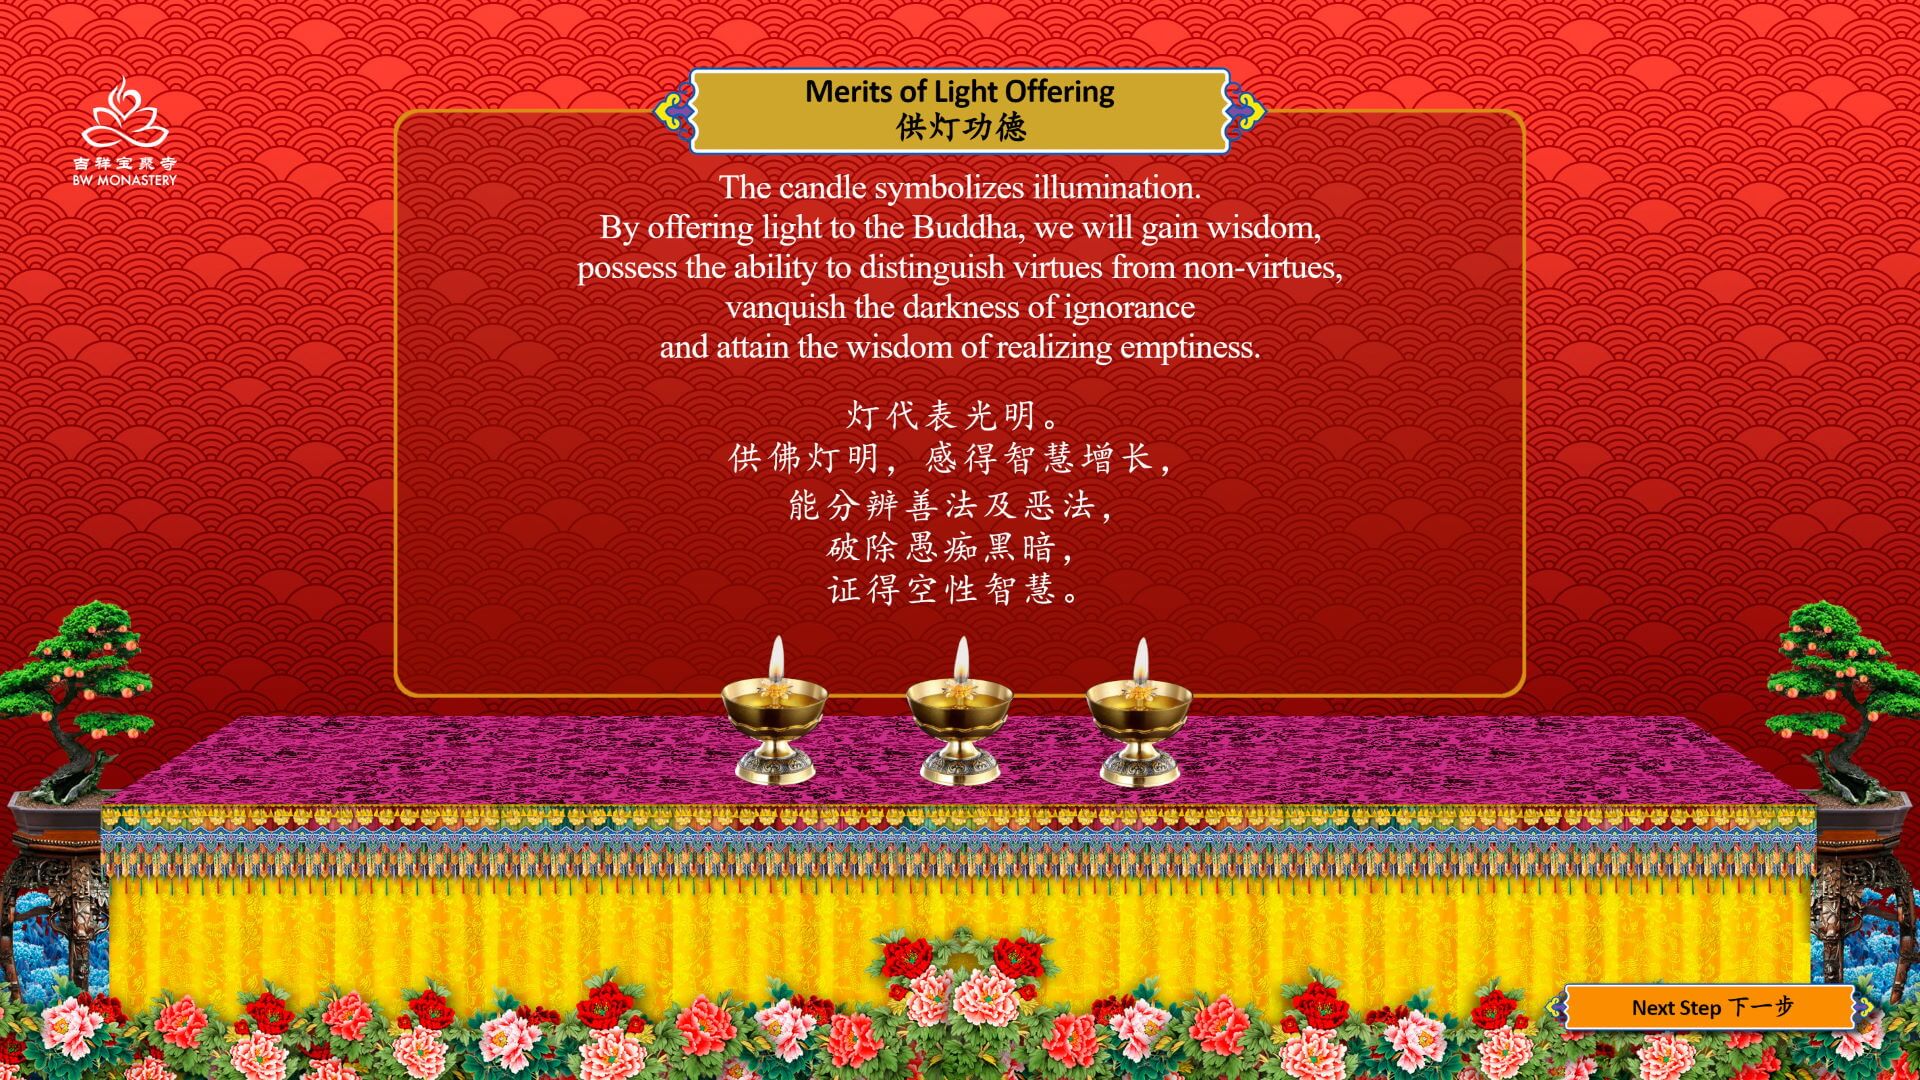 吉祥宝聚寺
BW MONASTERY
Merits of Light Offering
供灯功德
The candle symbolizes illumination.
By offering light to the Buddha, we will gain wisdom,
possess the ability to distinguish virtues from non-virtues,
vanquish the darkness of ignorance
and attain the wisdom of realizing emptiness.
灯代表光明。
供佛灯明，感得智慧增长，
能分辨善法及恶法，
破除愚痴黑暗，
证得空性智慧。
Next Step 下一步